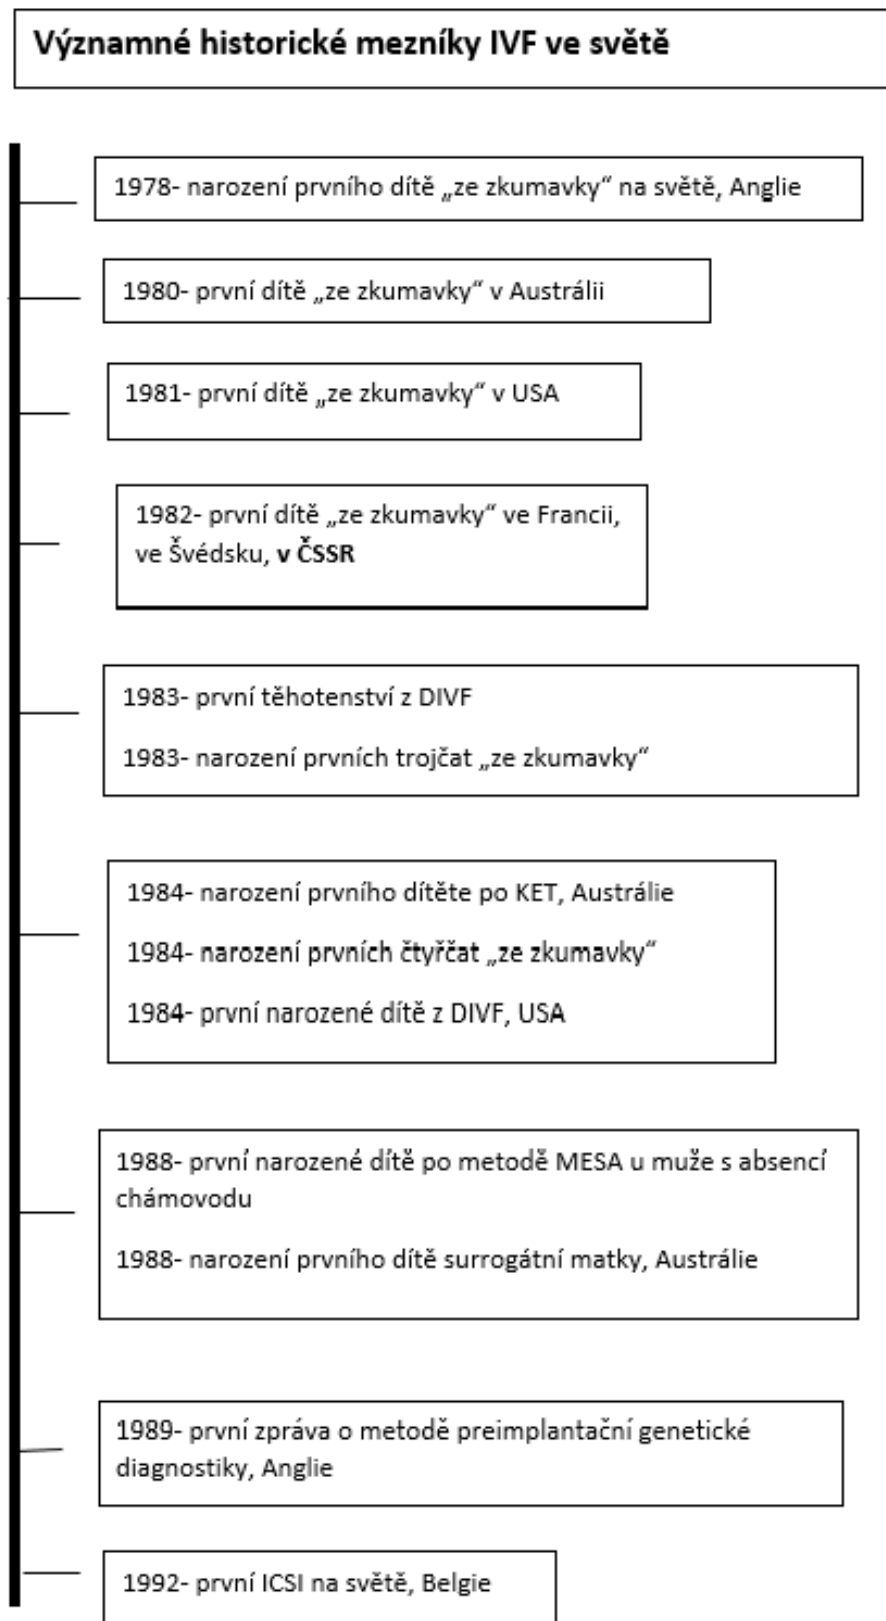 Významné historické mezníky IVF ve světě
1978- narození prvního dítě „ze zkumavky“ na světě, Anglie
1980- první dítě „ze zkumavky“ v Austrálii
1981- první dítě „ze zkumavky“ v USA
1982- první dítě „ze zkumavky“ ve Francii,
ve Švédsku, v ČSSR
1983- první těhotenství z DIVF
1983- narození prvních trojčat „ze zkumavky“
1984- narození prvního dítěte po KET, Austrálie
1984- narození prvních čtyřčat „ze zkumavky“
1984- první narozené dítě z DIVF, USA
1988- první narozené dítě po metodě MESA u muže s absencí
chámovodu
1988- narození prvního dítě surrogátní matky, Austrálie
1989- první zpráva o metodě preimplantační genetické
diagnostiky, Anglie
1992- první ICSI na světě, Belgie